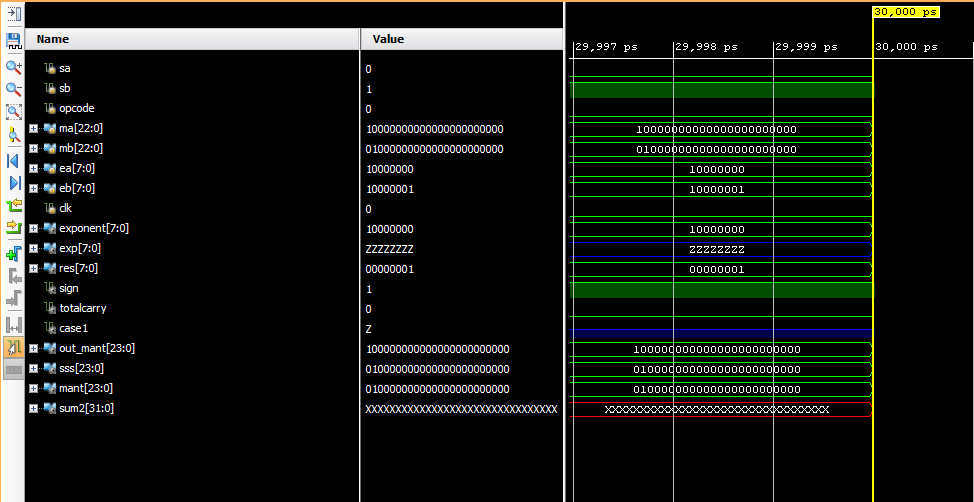 30,000 ps
Name Value
29,997 ps 29,998 ps 29,999 ps 30,000 ps
sa 0
sb 1
opcode 0
ma[22:0] 10000000000000000000000 10000000000000000000000
mb[22:0] 01000000000000000000000 01000000000000000000000
ea[7:0] 10000000 10000000
eb[7:0] 10000001 10000001
clk 0
exponent[7:0] 10000000 10000000
exp[7:0] ZZZZZZZZ ZZZZZZZZ
res[7:0] 00000001 00000001
sign 1
totalcarry 0
case1 Z
out_mant[23:0] 100000000000000000000000 100000000000000000000000
sss[23:0] 010000000000000000000000 010000000000000000000000
mant[23:0] 010000000000000000000000 010000000000000000000000
sum2[31:0] XXXXXXXXXXXXXXXXXXXXXXXXXXXXXXXX XXXXXXXXXXXXXXXXXXXXXXXXXXXXXXXX